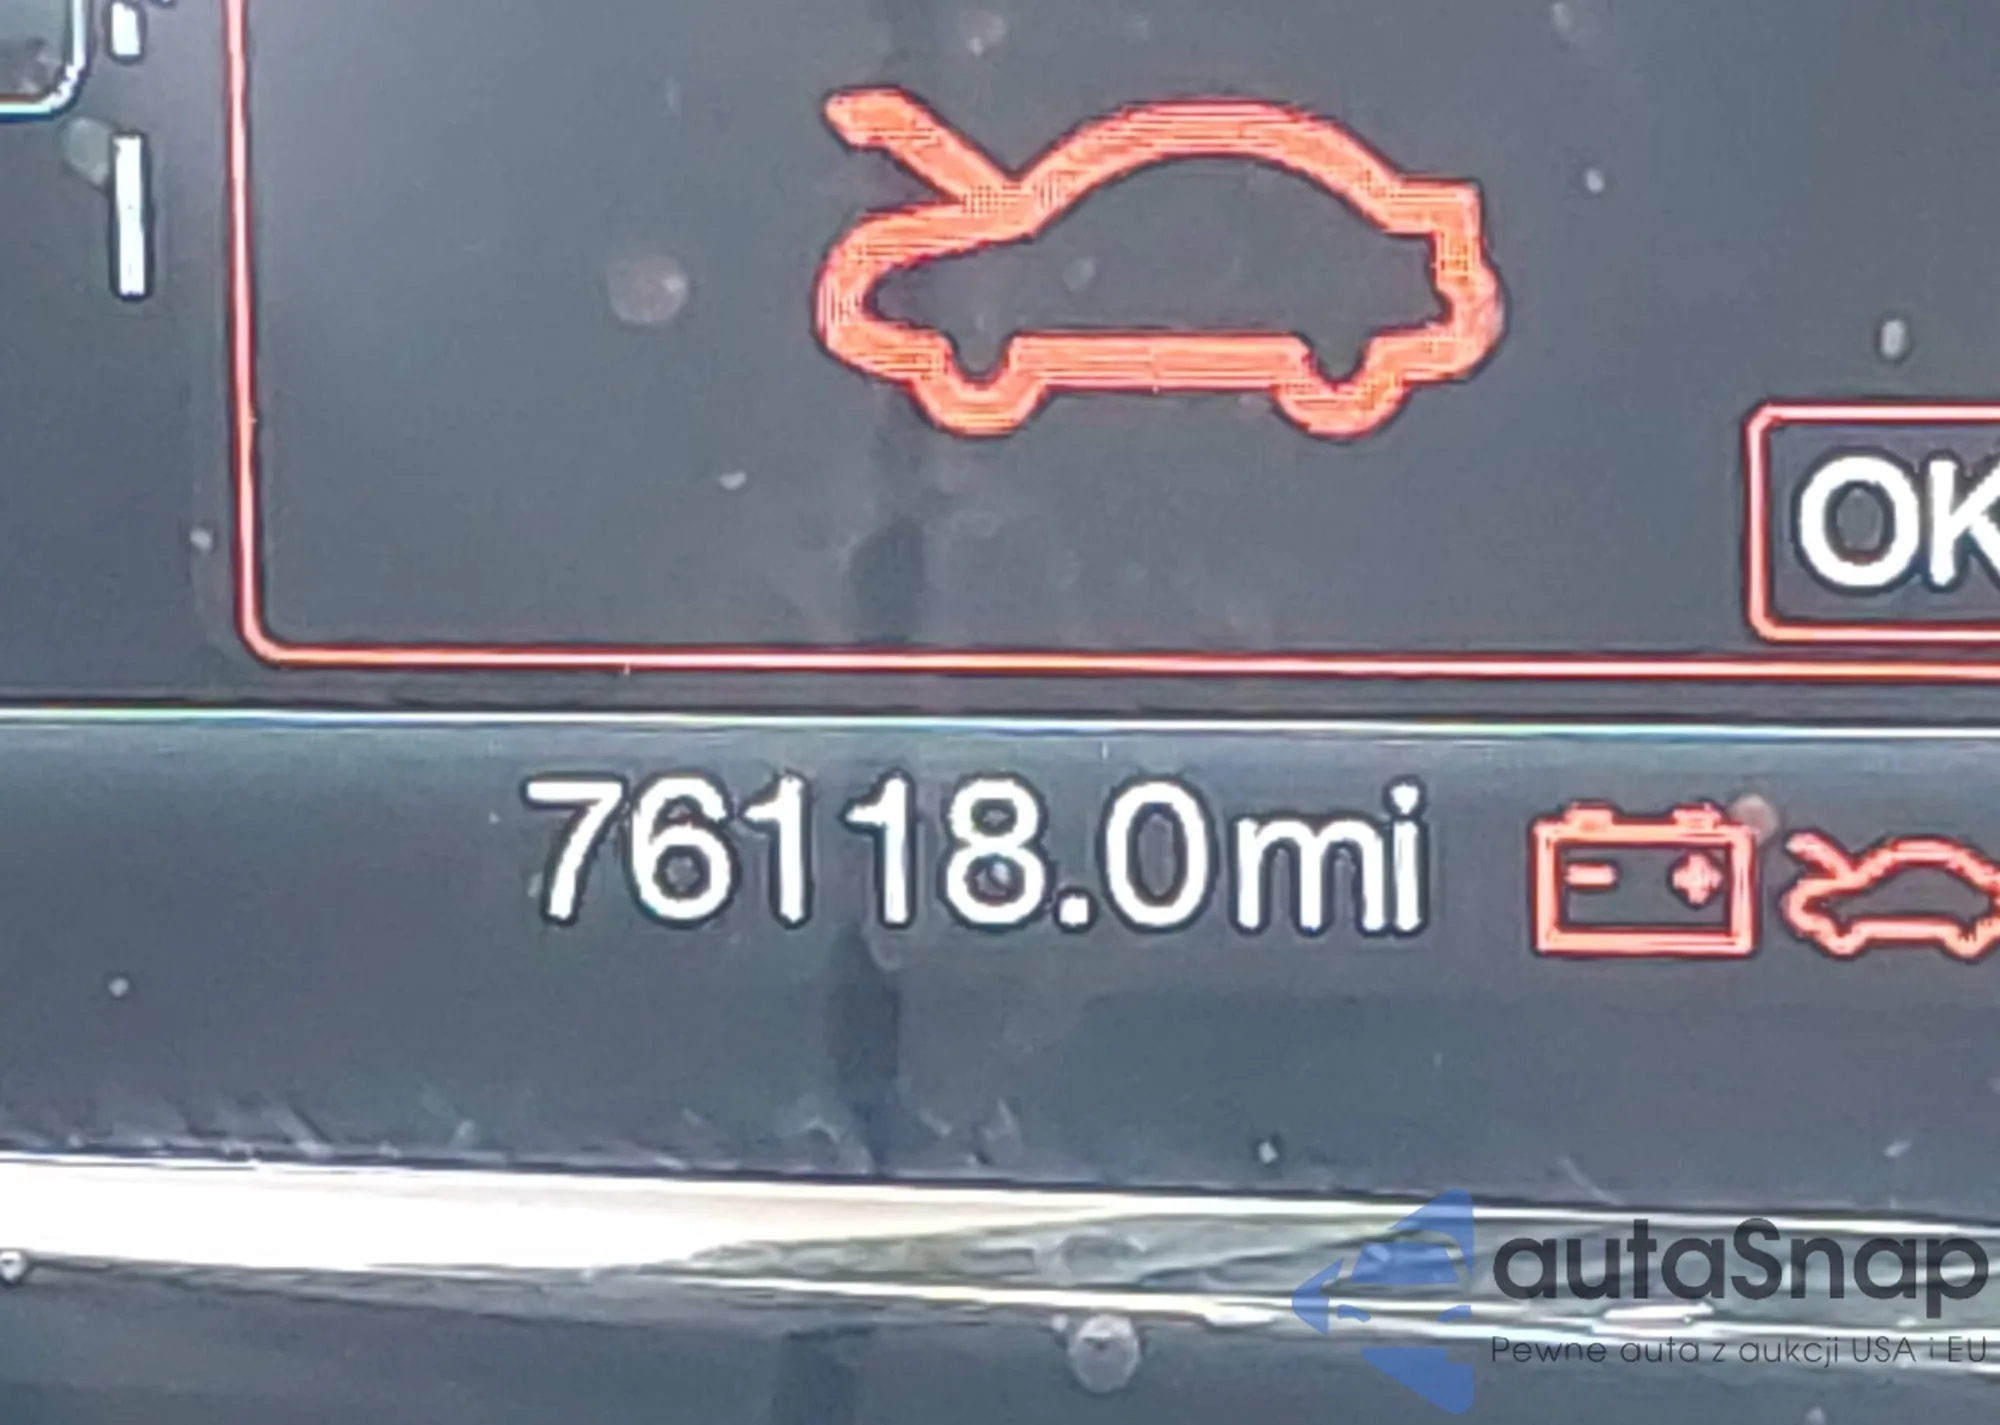 OK
76118.0mi
autaSnap
Pewne auta z aukcji USA i EU